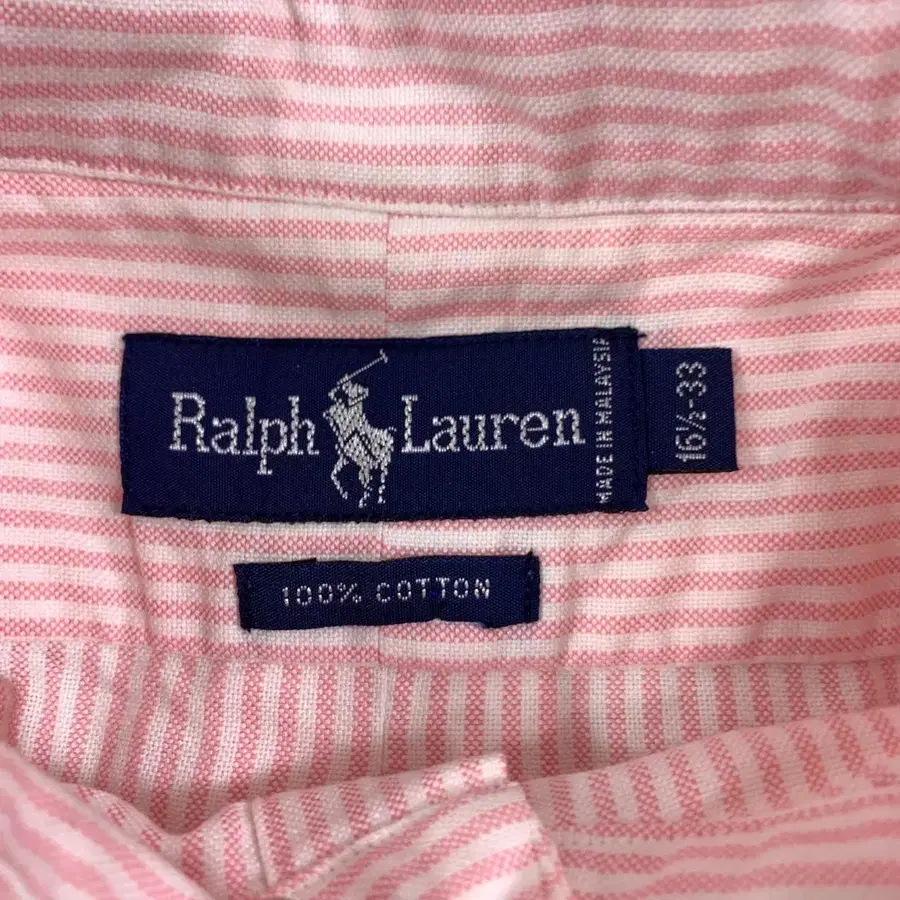 Ralph Lauren
MADE IN MALAYSIA
16½-33
100% COTTON